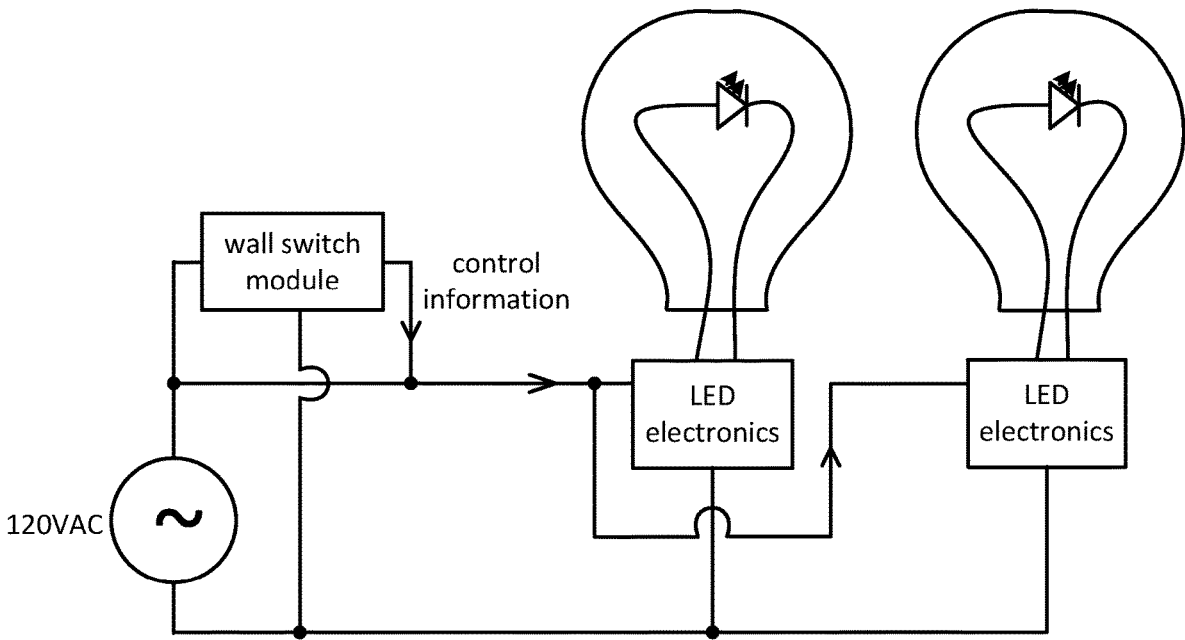 wall switch
module
control
information
LED
electronics
LED
electronics
120VAC